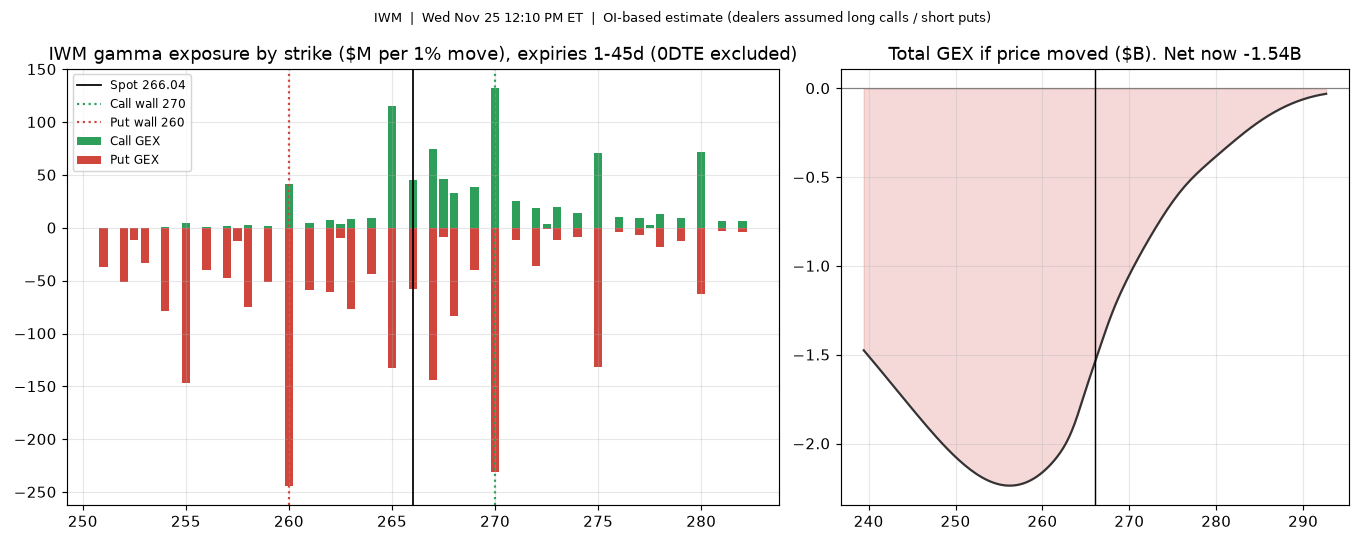 IWM | Wed Nov 25 12:10 PM ET | OI-based estimate (dealers assumed long calls / short puts)
IWM gamma exposure by strike ($M per 1% move), expiries 1-45d (0DTE excluded)
150
100
50
0
−50
−100
−150
−200
−250
Spot 266.04
Call wall 270
Put wall 260
Call GEX
Put GEX
250 255 260 265 270 275 280
Total GEX if price moved ($B). Net now -1.54B
0.0
−0.5
−1.0
−1.5
−2.0
240 250 260 270 280 290